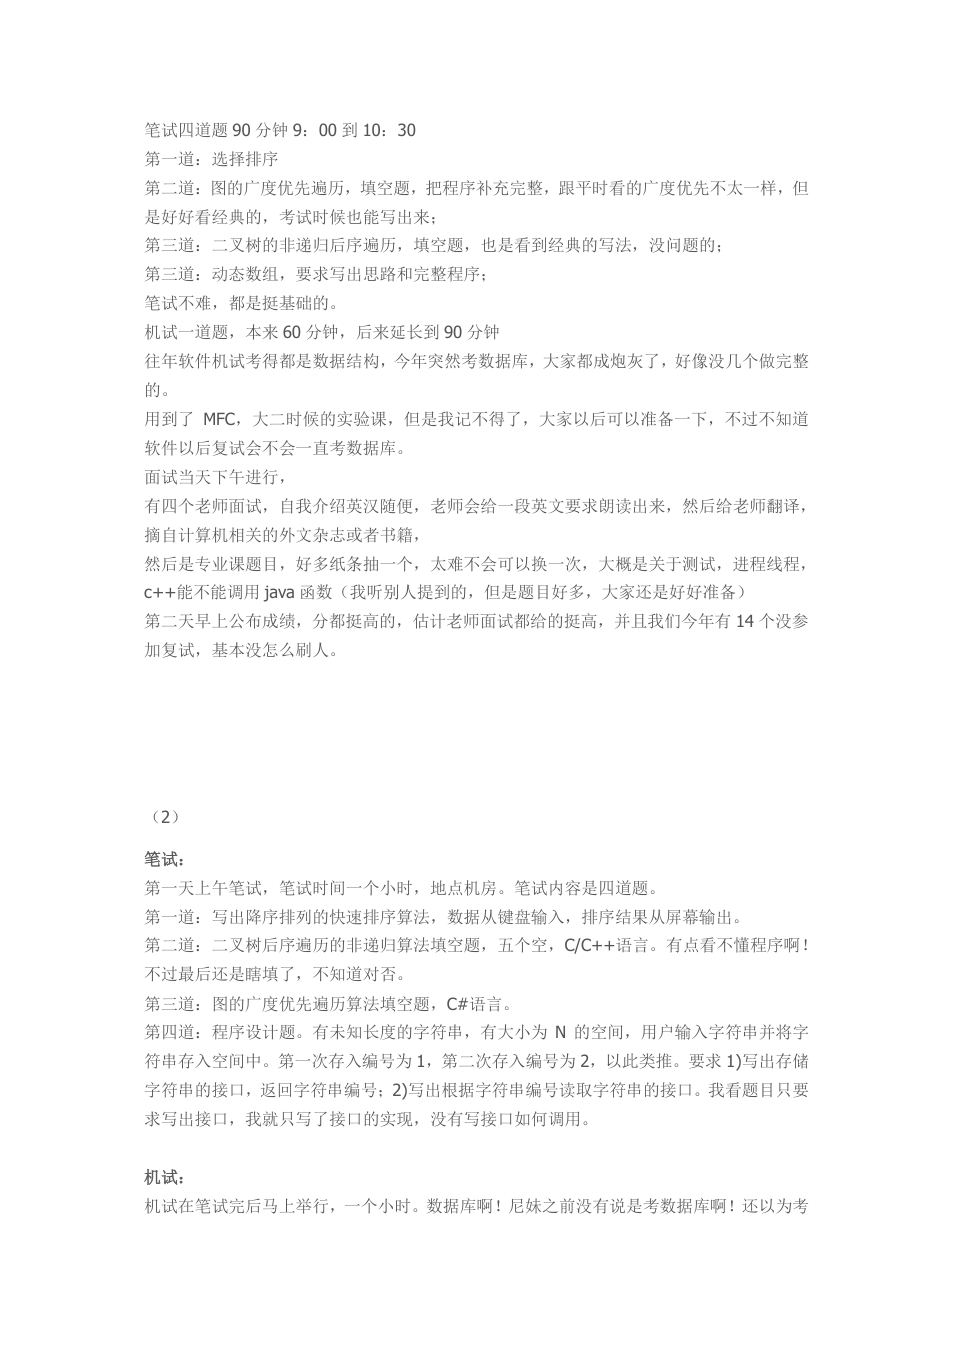 笔试四道题 90 分钟 9：00 到 10：30
第一道：选择排序
第二道：图的广度优先遍历，填空题，把程序补充完整，跟平时看的广度优先不太一样，但
是好好看经典的，考试时候也能写出来；
第三道：二叉树的非递归后序遍历，填空题，也是看到经典的写法，没问题的；
第三道：动态数组，要求写出思路和完整程序；
笔试不难，都是挺基础的。
机试一道题，本来 60 分钟，后来延长到 90 分钟
往年软件机试考得都是数据结构，今年突然考数据库，大家都成炮灰了，好像没几个做完整
的。
用到了 MFC，大二时候的实验课，但是我记不得了，大家以后可以准备一下，不过不知道
软件以后复试会不会一直考数据库。
面试当天下午进行，
有四个老师面试，自我介绍英汉随便，老师会给一段英文要求朗读出来，然后给老师翻译，
摘自计算机相关的外文杂志或者书籍，
然后是专业课题目，好多纸条抽一个，太难不会可以换一次，大概是关于测试，进程线程，
c++能不能调用 java 函数（我听别人提到的，但是题目好多，大家还是好好准备）
第二天早上公布成绩，分都挺高的，估计老师面试都给的挺高，并且我们今年有 14 个没参
加复试，基本没怎么刷人。
（2）
笔试：
第一天上午笔试，笔试时间一个小时，地点机房。笔试内容是四道题。
第一道：写出降序排列的快速排序算法，数据从键盘输入，排序结果从屏幕输出。
第二道：二叉树后序遍历的非递归算法填空题，五个空，C/C++语言。有点看不懂程序啊！
不过最后还是瞎填了，不知道对否。
第三道：图的广度优先遍历算法填空题，C#语言。
第四道：程序设计题。有未知长度的字符串，有大小为 N 的空间，用户输入字符串并将字
符串存入空间中。第一次存入编号为 1，第二次存入编号为 2，以此类推。要求 1)写出存储
字符串的接口，返回字符串编号；2)写出根据字符串编号读取字符串的接口。我看题目只要
求写出接口，我就只写了接口的实现，没有写接口如何调用。
机试：
机试在笔试完后马上举行，一个小时。数据库啊！尼妹之前没有说是考数据库啊！还以为考